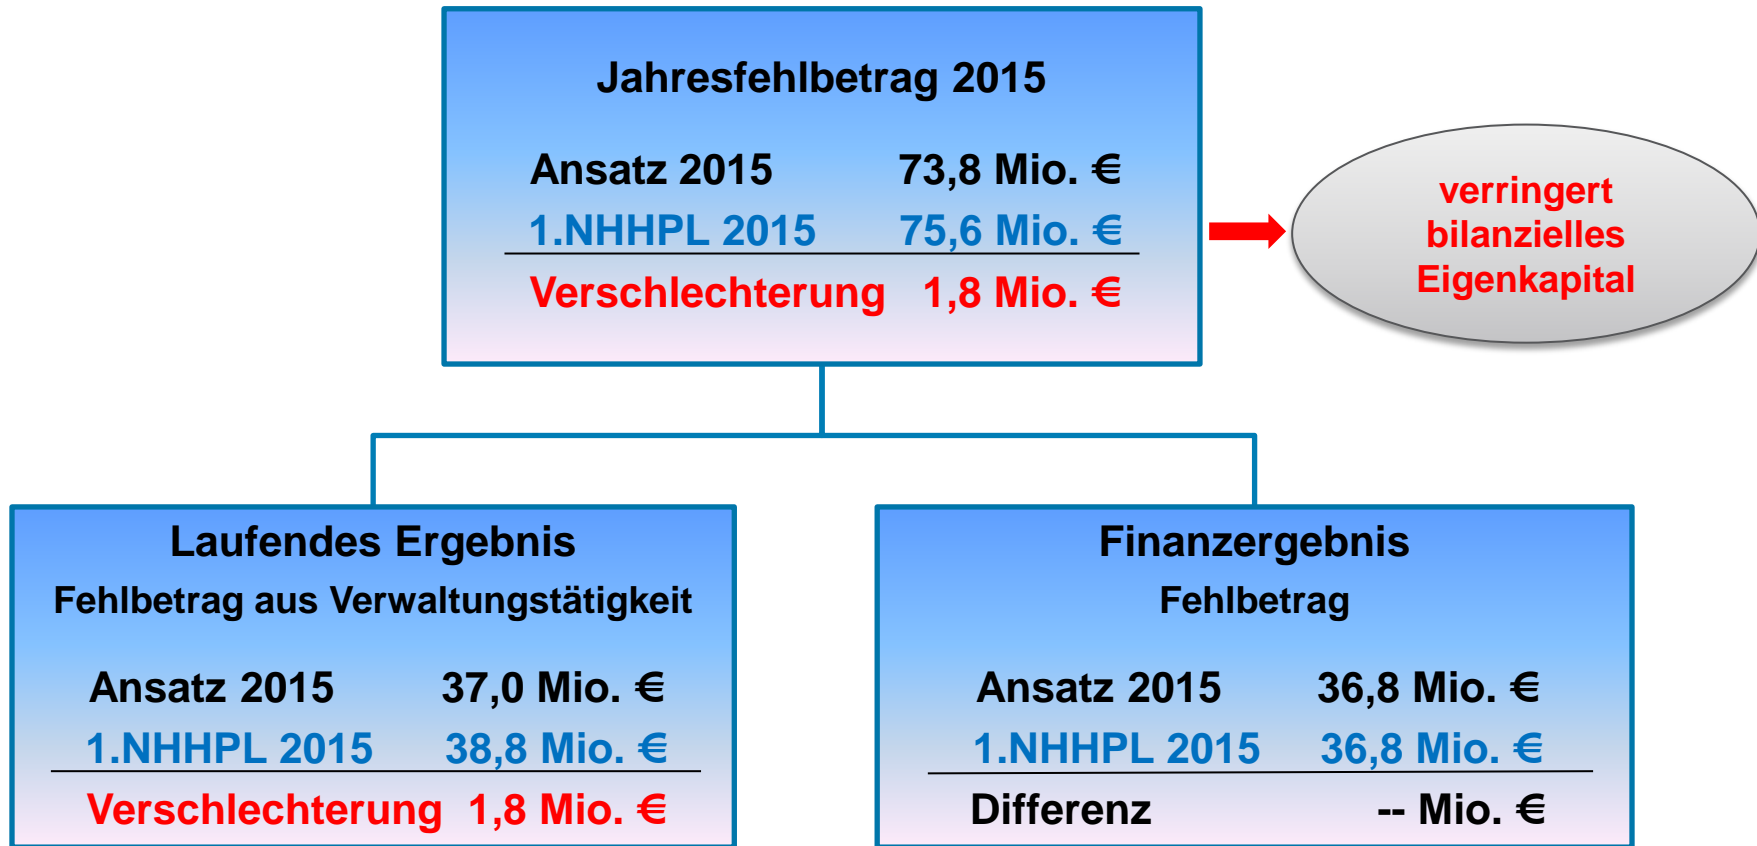 Jahresfehlbetrag 2015
Ansatz 2015 73,8 Mio. €
1.NHHPL 2015 75,6 Mio. €
Verschlechterung 1,8 Mio. €
verringert
bilanzielles
Eigenkapital
Laufendes Ergebnis
Fehlbetrag aus Verwaltungstätigkeit
Ansatz 2015 37,0 Mio. €
1.NHHPL 2015 38,8 Mio. €
Verschlechterung 1,8 Mio. €
Finanzergebnis
Fehlbetrag
Ansatz 2015 36,8 Mio. €
1.NHHPL 2015 36,8 Mio. €
Differenz -- Mio. €